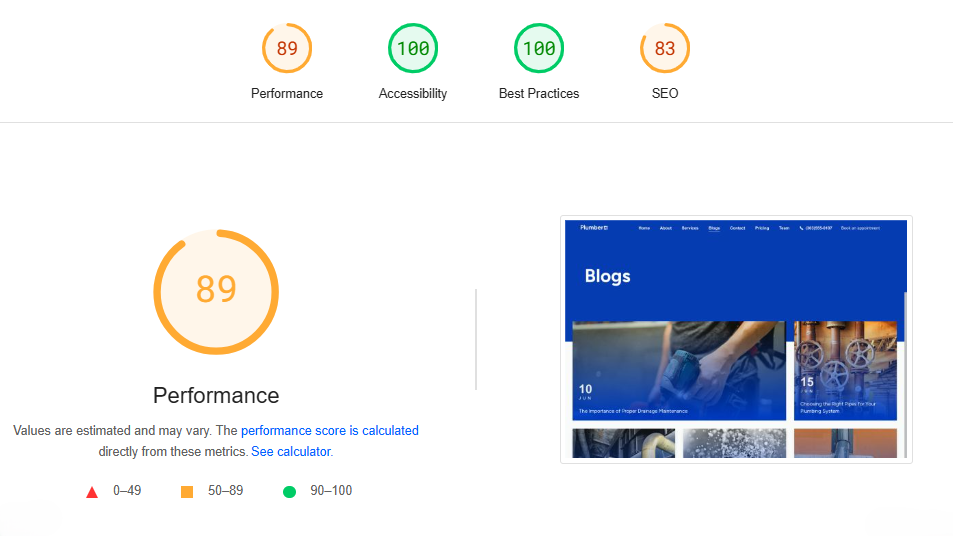 89
100
100
83
Performance
Accessibility
Best Practices
SEO
89
Performance
Values are estimated and may vary. The performance score is calculated
directly from these metrics. See calculator.
0–49
50–89
90–100
Home About Services Blogs Contact Pricing Team
Book an appointment
Blogs
10
JUN
The Importance of Proper Drainage Maintenance
15
JUN
Choosing the Right Pipes for Your
Plumbing System